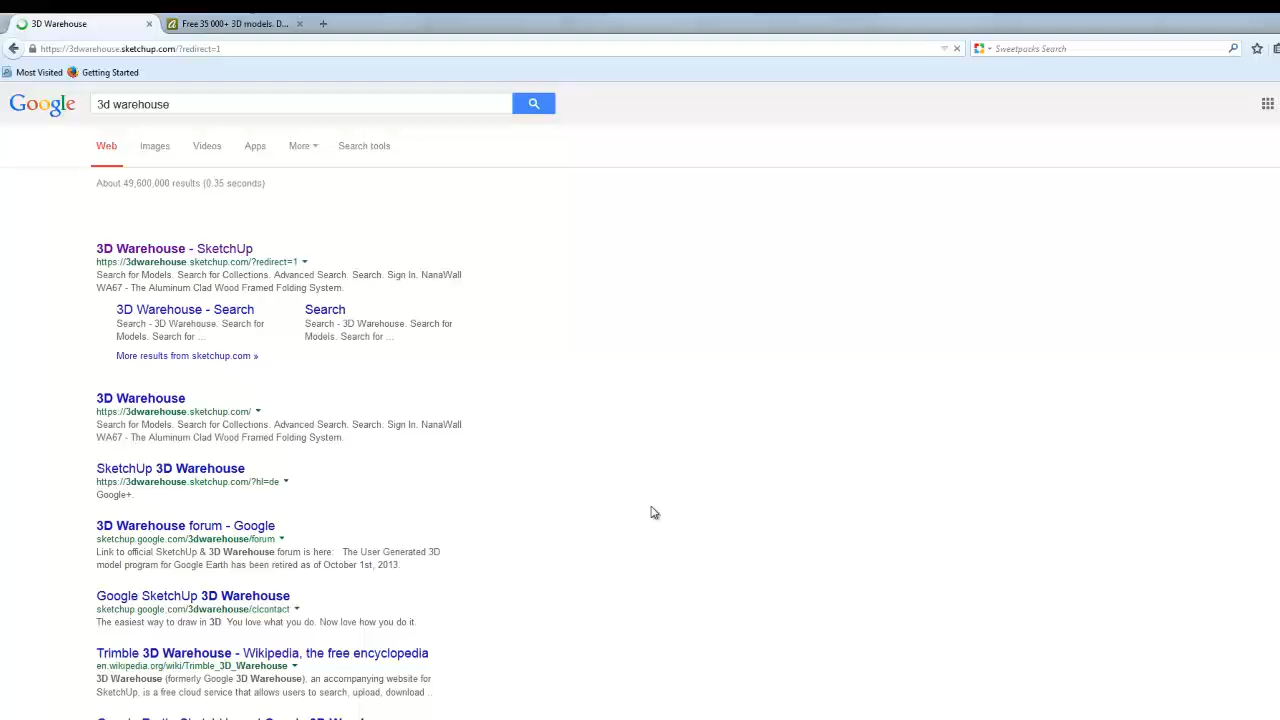 3D Warehouse
Free 35 000+ 3D models. D...
https://3dwarehouse.sketchup.com/?redirect=1
Sweetpacks Search
Most Visited
Getting Started
Google
3d warehouse
Web
Images
Videos
Apps
More
Search tools
About 49,600,000 results (0.35 seconds)
3D Warehouse - SketchUp
https://3dwarehouse.sketchup.com/?redirect=1
Search for Models. Search for Collections. Advanced Search. Search. Sign In. NanaWall
WA67 - The Aluminum Clad Wood Framed Folding System.
3D Warehouse - Search
Search
Search - 3D Warehouse. Search for
Search - 3D Warehouse. Search for
Models. Search for ...
Models. Search for ...
More results from sketchup.com »
3D Warehouse
https://3dwarehouse.sketchup.com/
Search for Models. Search for Collections. Advanced Search. Search. Sign In. NanaWall
WA67 - The Aluminum Clad Wood Framed Folding System.
SketchUp 3D Warehouse
https://3dwarehouse.sketchup.com/?hl=de
Google+.
3D Warehouse forum - Google
sketchup.google.com/3dwarehouse/forum
Link to official SketchUp & 3D Warehouse forum is here: The User Generated 3D
model program for Google Earth has been retired as of October 1st, 2013.
Google SketchUp 3D Warehouse
sketchup.google.com/3dwarehouse/clcontact
The easiest way to draw in 3D You love what you do. Now love how you do it.
Trimble 3D Warehouse - Wikipedia, the free encyclopedia
en.wikipedia.org/wiki/Trimble_3D_Warehouse
3D Warehouse (formerly Google 3D Warehouse), an accompanying website for
SketchUp, is a free cloud service that allows users to search, upload, download ..